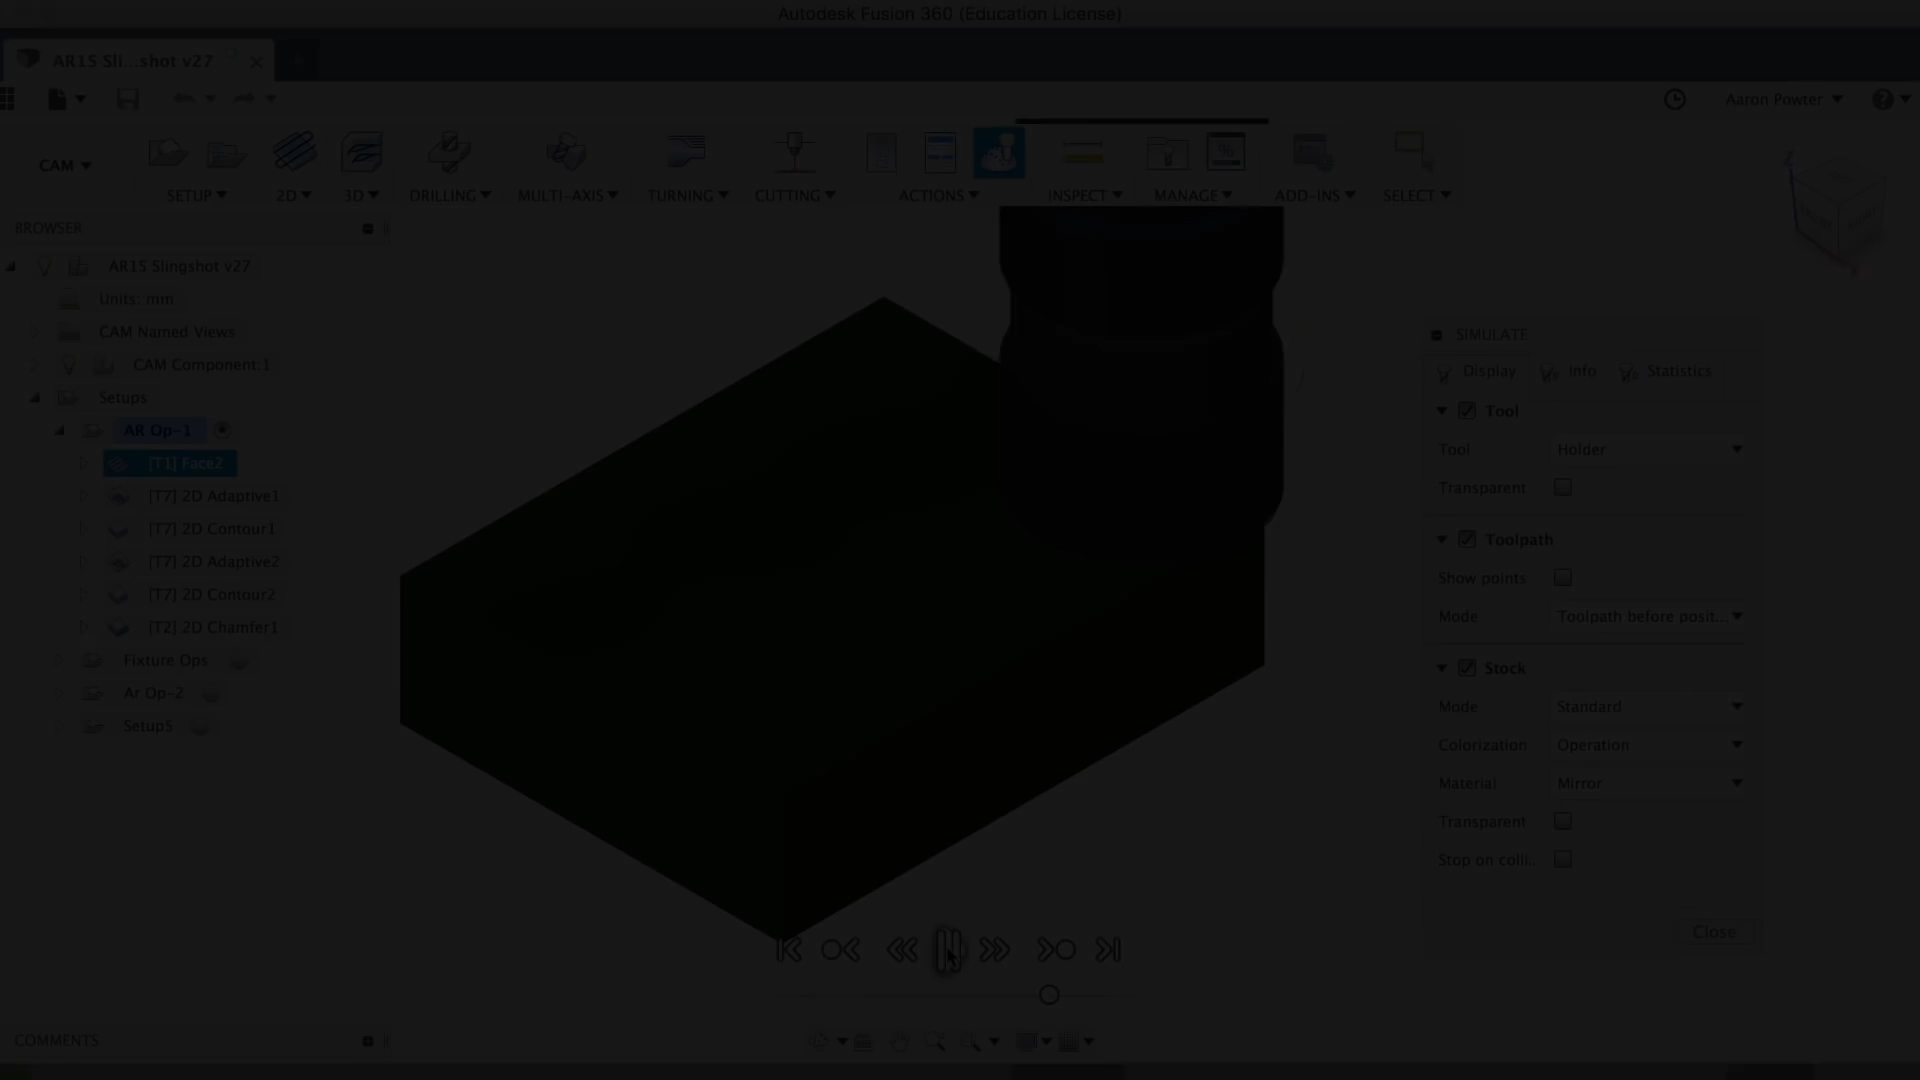 Autodesk Fusion 360 (Education License)
AR15 Sli...shot v27
Aaron Powter
CAM
SETUP
2D
3D
DRILLING
MULTI-AXIS
TURNING
CUTTING
ACTIONS
INSPECT
MANAGE
ADD-INS
SELECT
BROWSER
AR15 Slingshot v27
Units: mm
CAM Named Views
CAM Component:1
Setups
AR Op-1
[T1] Face2
[T7] 2D Adaptive1
[T7] 2D Contour1
[T7] 2D Adaptive2
[T7] 2D Contour2
[T2] 2D Chamfer1
Fixture Ops
Ar Op-2
Setup5
SIMULATE
Display
Info
Statistics
Tool
Tool
Holder
Transparent
Toolpath
Show points
Mode
Toolpath before posit...
Stock
Mode
Standard
Colorization
Operation
Material
Mirror
Transparent
Stop on colli...
Close
COMMENTS